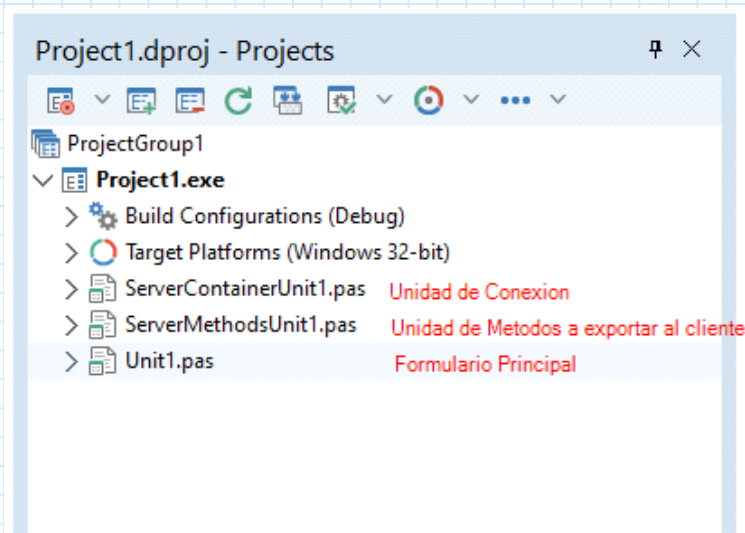 Project1.dproj - Projects
ProjectGroup1
Project1.exe
Build Configurations (Debug)
Target Platforms (Windows 32-bit)
ServerContainerUnit1.pas Unidad de Conexion
ServerMethodsUnit1.pas Unidad de Metodos a exportar al cliente
Unit1.pas Formulario Principal